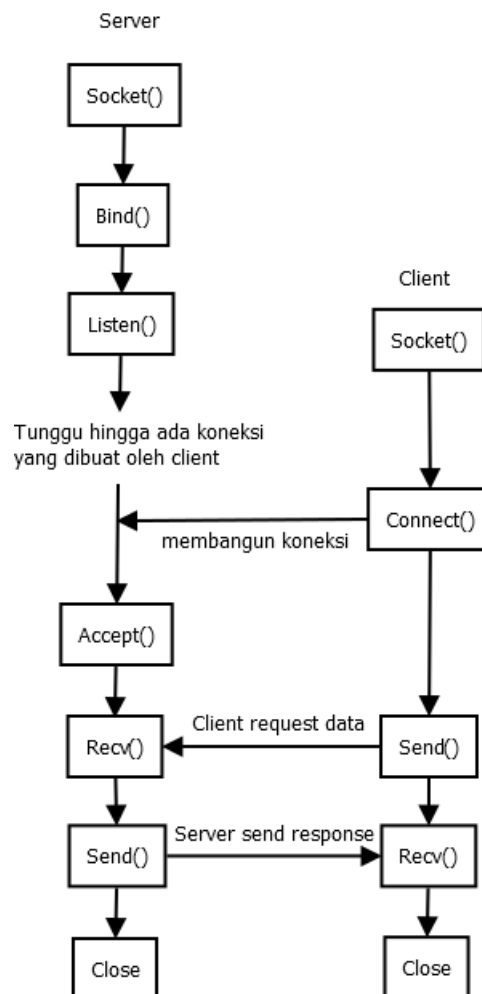 Server
Socket()
Bind()
Listen()
Tunggu hingga ada koneksi
yang dibuat oleh client
Client
Socket()
Connect()
membangun koneksi
Accept()
Recv()
Client request data
Send()
Send()
Server send response
Recv()
Close
Close